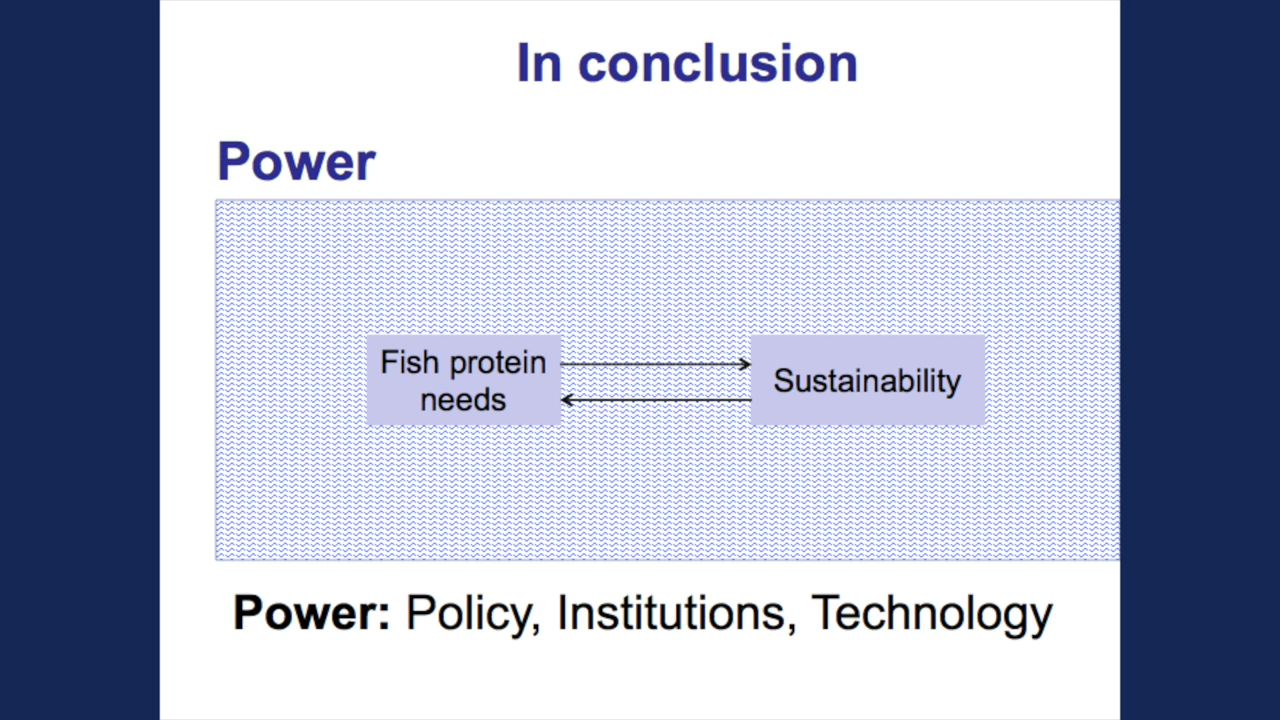 In conclusion
Power
Fish protein
needs
Sustainability
Power: Policy, Institutions, Technology